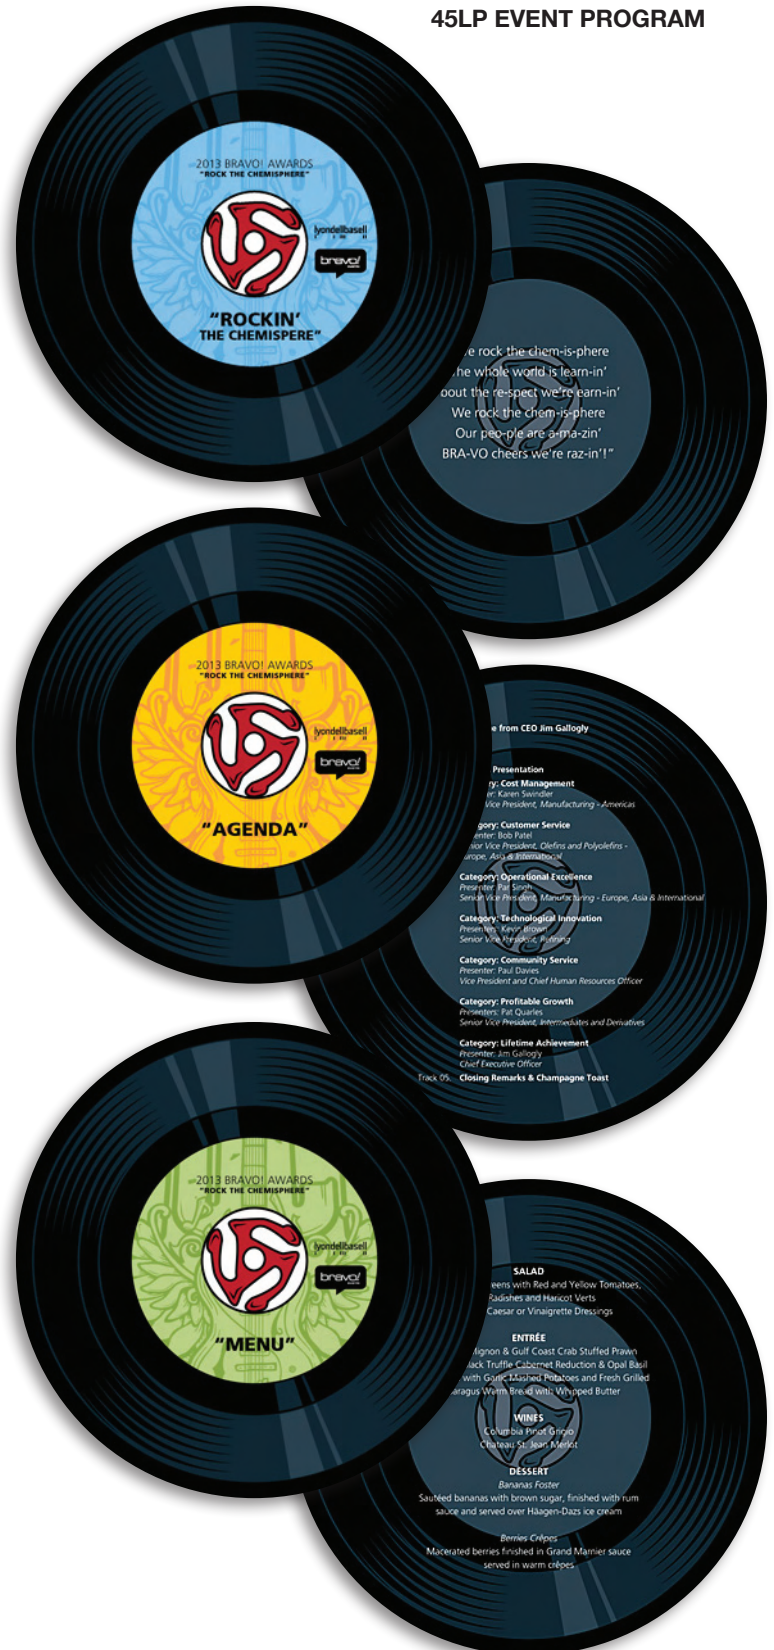 45LP EVENT PROGRAM
2013 BRAVO! AWARDS
"ROCK THE CHEMISPHERE"
lyondellbasell
bravo!
"ROCKIN'
THE CHEMISPERE"
rock the chem-is-phere
whole world is learn-in'
the re-spect we're earn-in'
We rock the chem-is-phere
Our peo-ple are a-ma-zin'
BRA-VO cheers we're raz-in'!"
2013 BRAVO! AWARDS
"ROCK THE CHEMISPHERE"
lyondellbasell
bravo!
"AGENDA"
from CEO Jim Gallogly
Presentation
Cost Management
Karen Swindler
Vice President, Manufacturing - Americas
Customer Service
Bob Patel
Vice President, Olefins and Polyolefins -
Asia & International
Category: Operational Excellence
Presenter: Pat Singh
Senior Vice President, Manufacturing - Europe, Asia & International
Category: Technological Innovation
Presenters: Kevin Brown
Senior Vice President, Refining
Category: Community Service
Presenter: Paul Davies
Vice President and Chief Human Resources Officer
Category: Profitable Growth
Presenters: Pat Quarles
Senior Vice President, Intermediates and Derivatives
Category: Lifetime Achievement
Presenter: Jim Gallogly
Chief Executive Officer
Track 05. Closing Remarks & Champagne Toast
2013 BRAVO! AWARDS
"ROCK THE CHEMISPHERE"
lyondellbasell
bravo!
"MENU"
SALAD
with Red and Yellow Tomatoes,
Radishes and Haricot Verts
Caesar or Vinaigrette Dressings
ENTRÉE
& Gulf Coast Crab Stuffed Prawn
Truffle Cabernet Reduction & Opal Basil
with Garlic Mashed Potatoes and Fresh Grilled
Warm Bread with Whipped Butter
WINES
Columbia Pinot Grigio
Chateau St. Jean Merlot
DESSERT
Bananas Foster
Sautéed bananas with brown sugar, finished with rum
sauce and served over Häagen-Dazs ice cream
Berries Crêpes
Macerated berries finished in Grand Marnier sauce
served in warm crêpes